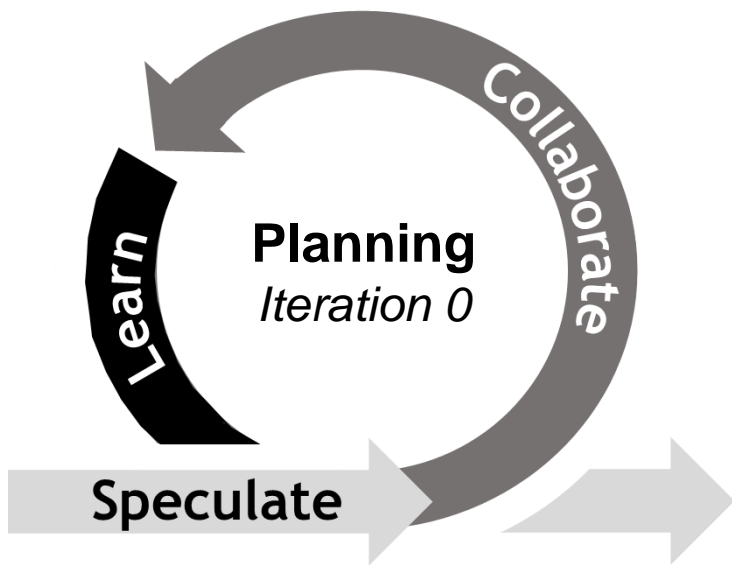 Collaborate
Planning
Iteration 0
Learn
Speculate